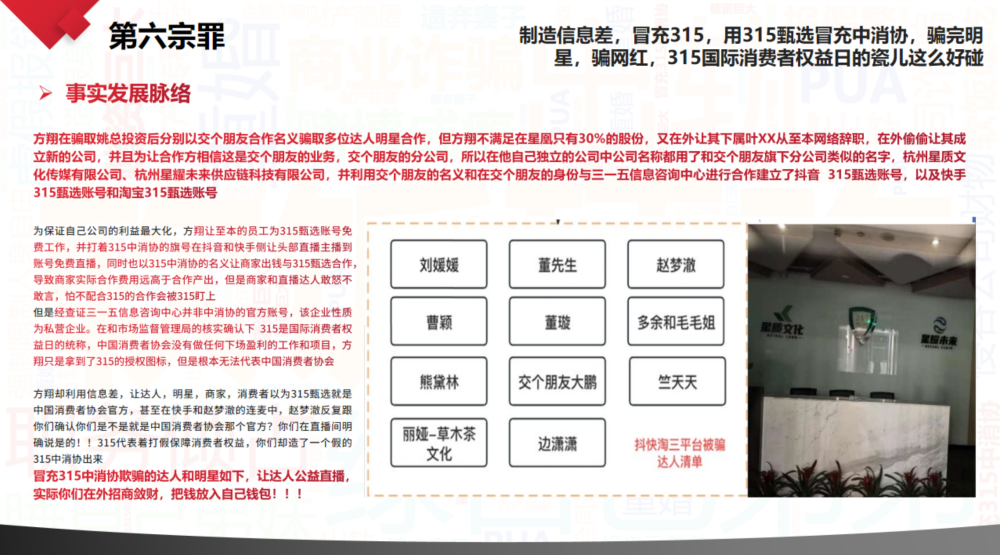 第六宗罪
制造信息差，冒充315，用315甄选冒充中消协，骗完明
星，骗网红，315国际消费者权益日的瓷儿这么好碰
事实发展脉络
方翔在骗取姚总投资后分别以交个朋友合作名义骗取多位达人明星合作，但方翔不满足在星凰只有30%的股份，又在外让其下属叶XX从至本网络辞职，在外偷偷让其成
立新的公司，并且为让合作方相信这是交个朋友的业务，交个朋友的分公司，所以在他自己独立的公司中公司名称都用了和交个朋友旗下分公司类似的名字，杭州星质文
化传媒有限公司、杭州星耀未来供应链科技有限公司，并利用交个朋友的名义和在交个朋友的身份与三一五信息咨询中心进行合作建立了抖音 315甄选账号，以及快手
315甄选账号和淘宝315甄选账号
为保证自己公司的利益最大化，方翔让至本的员工为315甄选账号免
费工作，并打着315中消协的旗号在抖音和快手侧让头部直播主播到
账号免费直播，同时也以315中消协的名义让商家出钱与315甄选合作，
导致商家实际合作费用远高于合作产出，但是商家和直播达人敢怒不
敢言，怕不配合315的合作会被315盯上
但是经查证三一五信息咨询中心并非中消协的官方账号，该企业性质
为私营企业。在和市场监督管理局的核实确认下 315是国际消费者权
益日的统称，中国消费者协会没有做任何下场盈利的工作和项目，方
翔只是拿到了315的授权图标，但是根本无法代表中国消费者协会
方翔却利用信息差，让达人，明星，商家，消费者以为315甄选就是
中国消费者协会官方，甚至在快手和赵梦澈的连麦中，赵梦澈反复跟
你们确认你们是不是就是中国消费者协会那个官方？你们在直播间明
确说是的！！315代表着打假保障消费者权益，你们却造了一个假的
315中消协出来
冒充315中消协欺骗的达人和明星如下，让达人公益直播，
实际你们在外招商敛财，把钱放入自己钱包！！！
刘媛媛
董先生
赵梦澈
曹颖
董璇
多余和毛毛姐
熊黛林
交个朋友大鹏
竺天天
丽娅-草木茶
文化
边潇潇
抖快淘三平台被骗
达人清单
星质文化
星耀未来